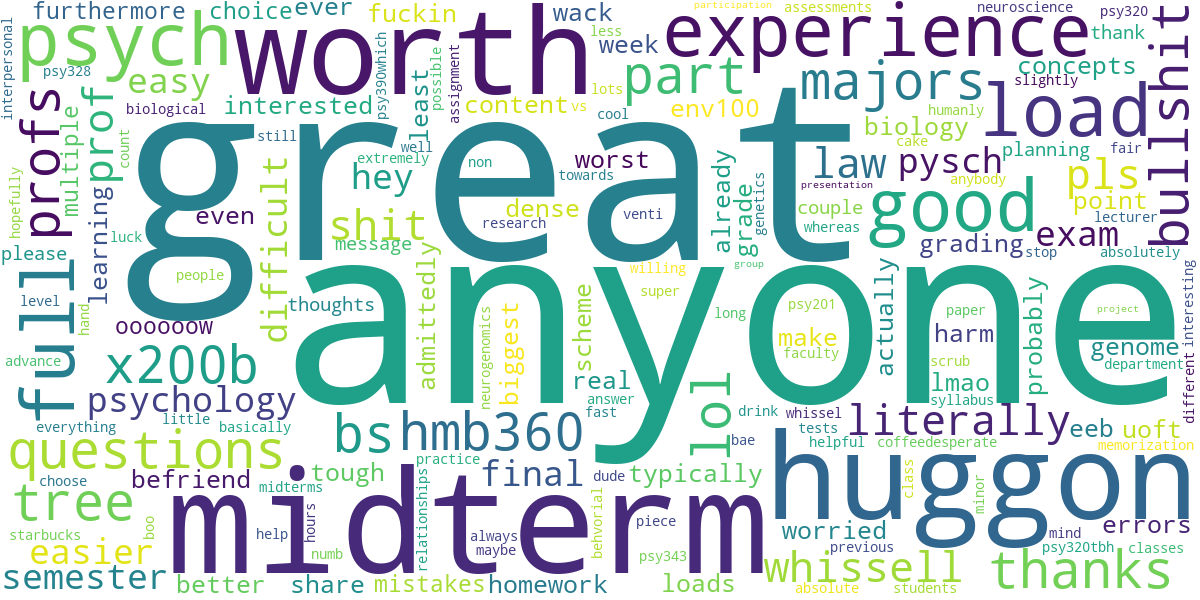 participation assessments neuroscience psy320
furthermore choice ever fuckin wack less thank
interpersonal psych worth experience
week concepts
psy328 easy psy390which possible part majors slightly bullshit
biological interested least assignment content vs lots env100 humanly load
profs prof multiple count still well cool biology fair
great
extremely non worst cake planning
hey towards law pysch anybody pls
difficult shit dense venti already grade genetics presentation couple good point
hopefully learning even research whereas lecturer
please luck message grading exam
stop absolutely
full level people willing group actually
thoughts super psy201 harm probably paper project
hand oooooow anyone
admittedly neurogenomics biggest scheme long make genome different interesting
advance x200b real faculty scrub department
answer lmao
psychology fast lol drink whissel syllabus
everything little basically bs hmb360 bae tests literally eeb uoft
questions helpful coffeedesperate memorization
choose befriend tough practice final dude typically huggon class
tree midterms midterm
starbucks boo help hours relationships always behvorial piece worried minor mind errors
easier numb maybe psy343 previous psy320tbh classes
semester better share mistakes homework loads whissell thanks
absolute students